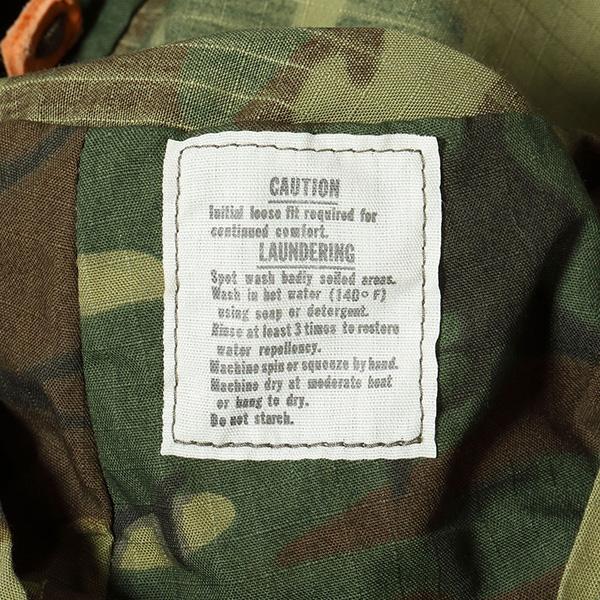 CAUTION
Initial loose fit required for
continued comfort.
LAUNDERING
Spot wash badly soiled areas.
Wash in hot water (140° F)
using soap or detergent.
Rinse at least 3 times to restore
water repellency.
Machine spin or squeeze by hand.
Machine dry at moderate heat
or hang to dry.
Do not starch.